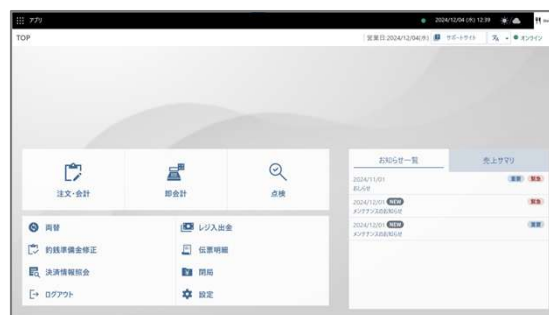 アプリ
2024/12/04 (水) 12:39
TOP
営業日:2024/12/04(水)
サポートサイト
オンライン
注文・会計
即会計
点検
両替
レジ入出金
釣銭準備金修正
伝票明細
決済情報照会
閉局
ログアウト
設定
お知らせ一覧
売上サマリ
2024/11/01
重要 緊急
おしらせ
2024/12/01 NEW
緊急
メンテナンスのお知らせ
2024/12/01 NEW
重要
メンテナンスのお知らせ